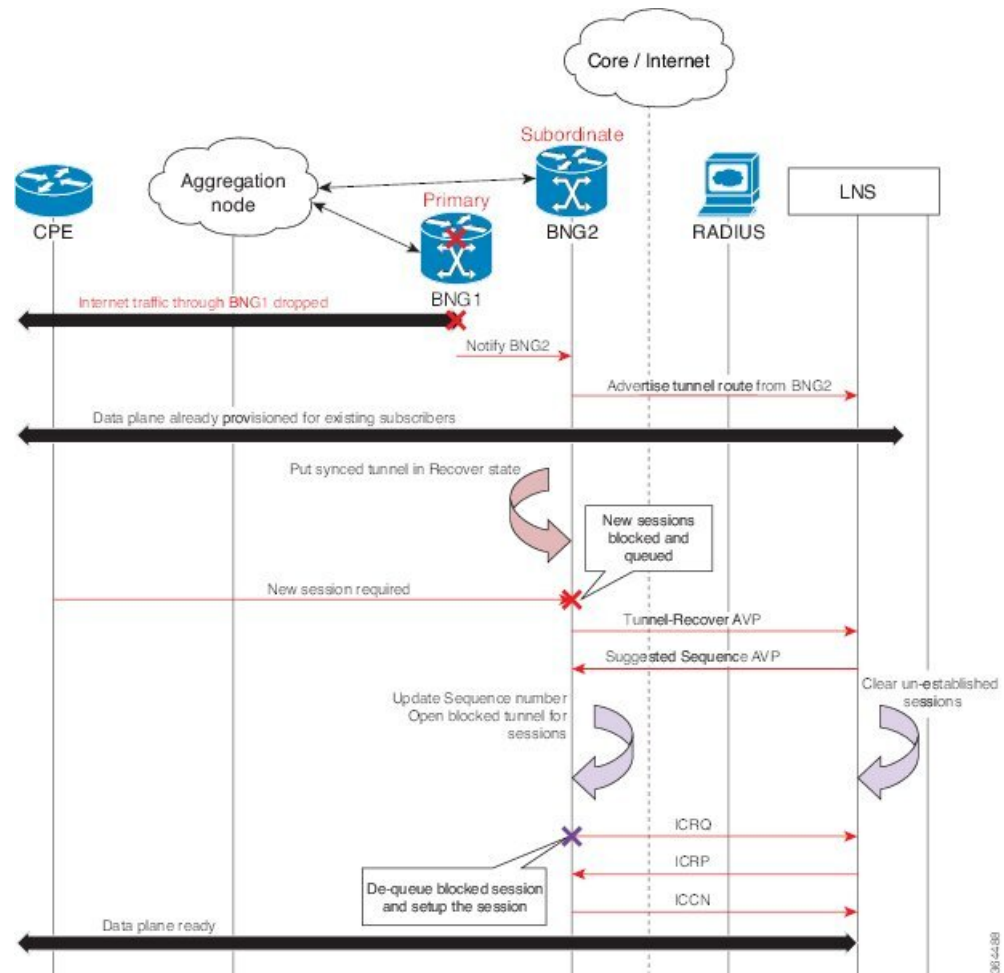 Core / Internet
Subordinate
Aggregation
node
LNS
Primary
CPE
BNG2
RADIUS
BNG1
Internet traffic through BNG1 dropped
Notify BNG2
Advertise tunnel route from BNG2
Data plane already provisioned for existing subscribers
Put synced tunnel in Recover state
New sessions
blocked and
queued
New session required
Tunnel-Recover AVP
Suggested Sequence AVP
Clear un-established
sessions
Update Sequence number
Open blocked tunnel for
sessions
ICRQ
ICRP
De-queue blocked session
and setup the session
ICCN
Data plane ready
364488